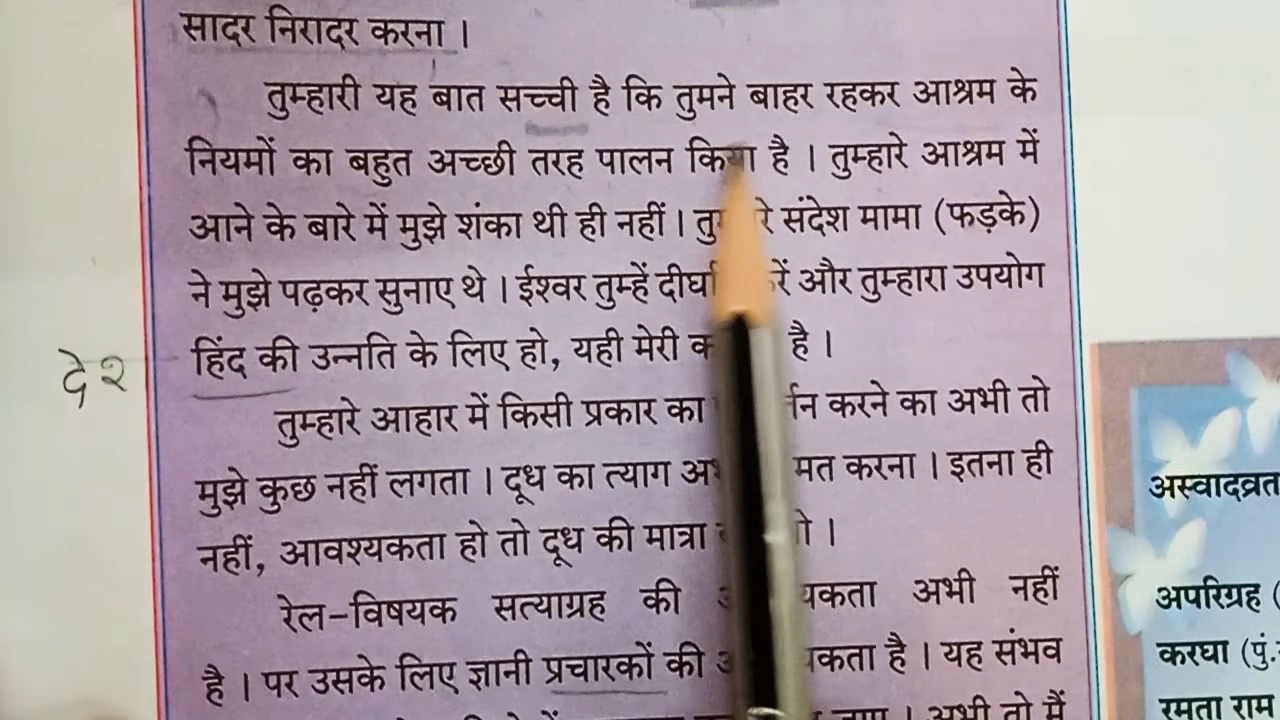 सादर निरादर करना ।
तुम्हारी यह बात सच्ची है कि तुमने बाहर रहकर आश्रम के
नियमों का बहुत अच्छी तरह पालन किया है । तुम्हारे आश्रम में
आने के बारे में मुझे शंका थी ही नहीं । संदेश मामा (फड़के)
ने मुझे पढ़कर सुनाए थे । ईश्वर तुम्हें और तुम्हारा उपयोग
देश
हिंद की उन्नति के लिए हो, यही मेरी है ।
तुम्हारे आहार में किसी प्रकार का करने का अभी तो
मुझे कुछ नहीं लगता । दूध का त्याग मत करना । इतना ही
नहीं, आवश्यकता हो तो दूध की मात्रा ।
रेल-विषयक सत्याग्रह की अभी नहीं
है । पर उसके लिए ज्ञानी प्रचारकों की है । यह संभव
। अभी तो मैं
अस्वादव्रत
अपरिग्रह (
करघा (पुं.
रमता राम